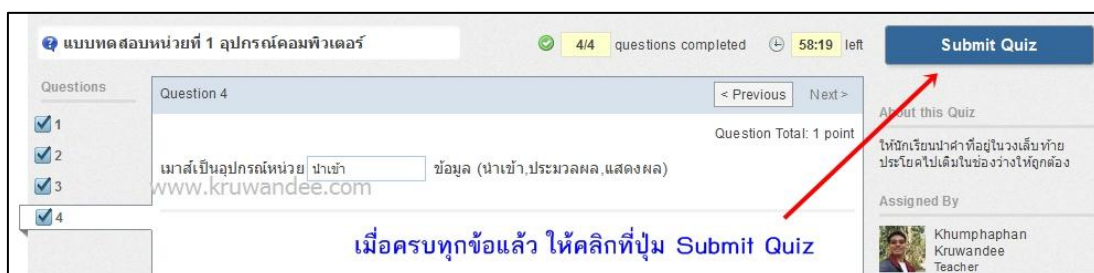 แบบทดสอบหน่วยที่ 1 อุปกรณ์คอมพิวเตอร์
4/4 questions completed
58:19 left
Submit Quiz
Questions
1
2
3
4
Question 4
< Previous
Next >
Question Total: 1 point
เมาส์เป็นอุปกรณ์หน่วย นำเข้า ข้อมูล (นำเข้า,ประมวลผล,แสดงผล)
www.kruwandee.com
เมื่อครบทุกข้อแล้ว ให้คลิกที่ปุ่ม Submit Quiz
About this Quiz
ให้นักเรียนนำคำที่อยู่ในวงเล็บท้าย
ประโยคไปเติมในช่องว่างให้ถูกต้อง
Assigned By
Khumphaphan
Kruwandee
Teacher